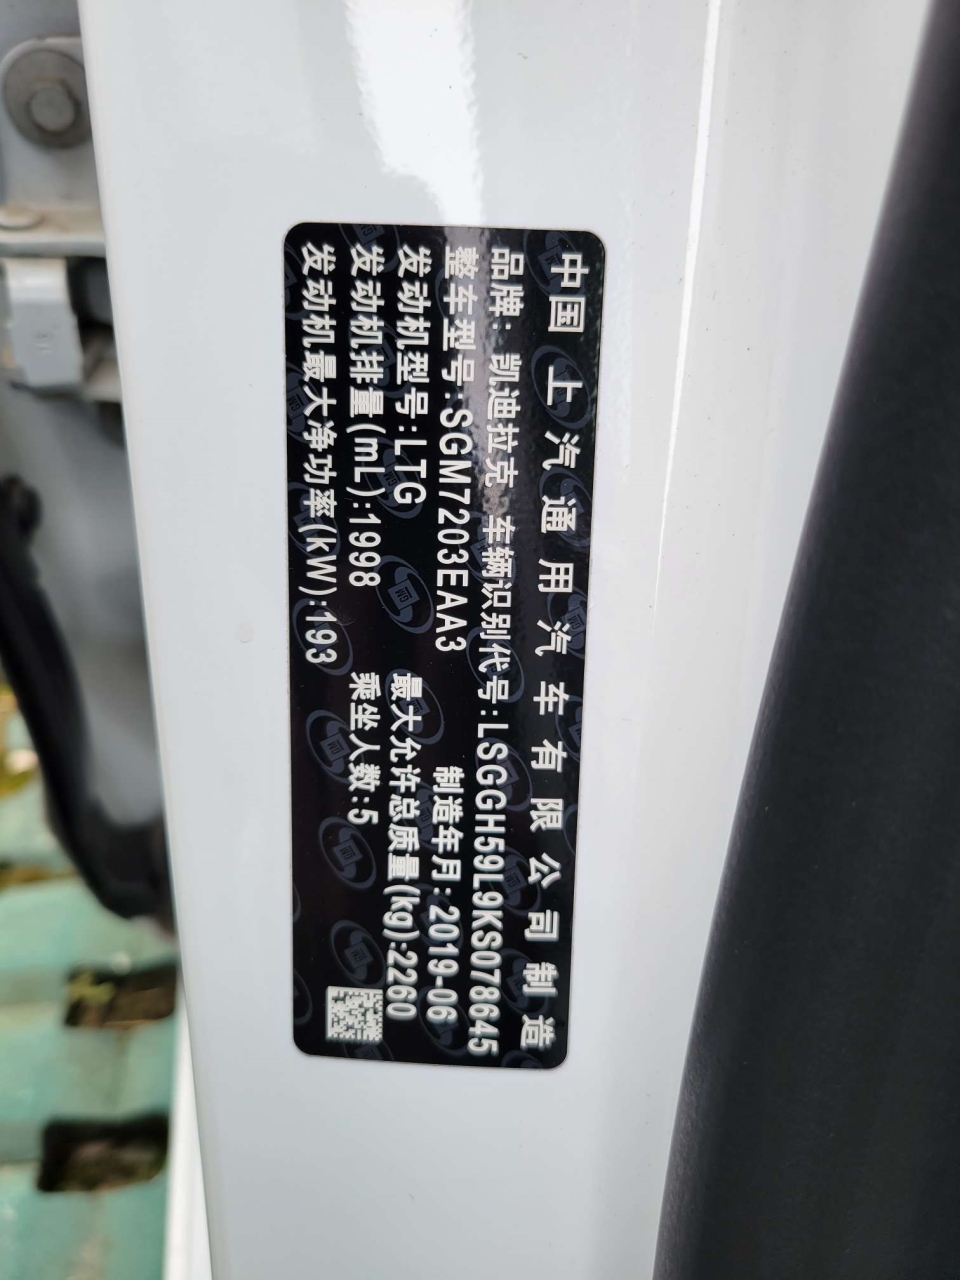 中国上汽通用汽车有限公司制造
品牌: 凯迪拉克 车辆识别代号:LSGGH59L9KS078645
整车型号:SGM7203EAA3 制造年月:2019-06
发动机型号:LTG 最大允许总质量(kg):2260
发动机排量(mL):1998 乘坐人数:5
发动机最大净功率(kW):193